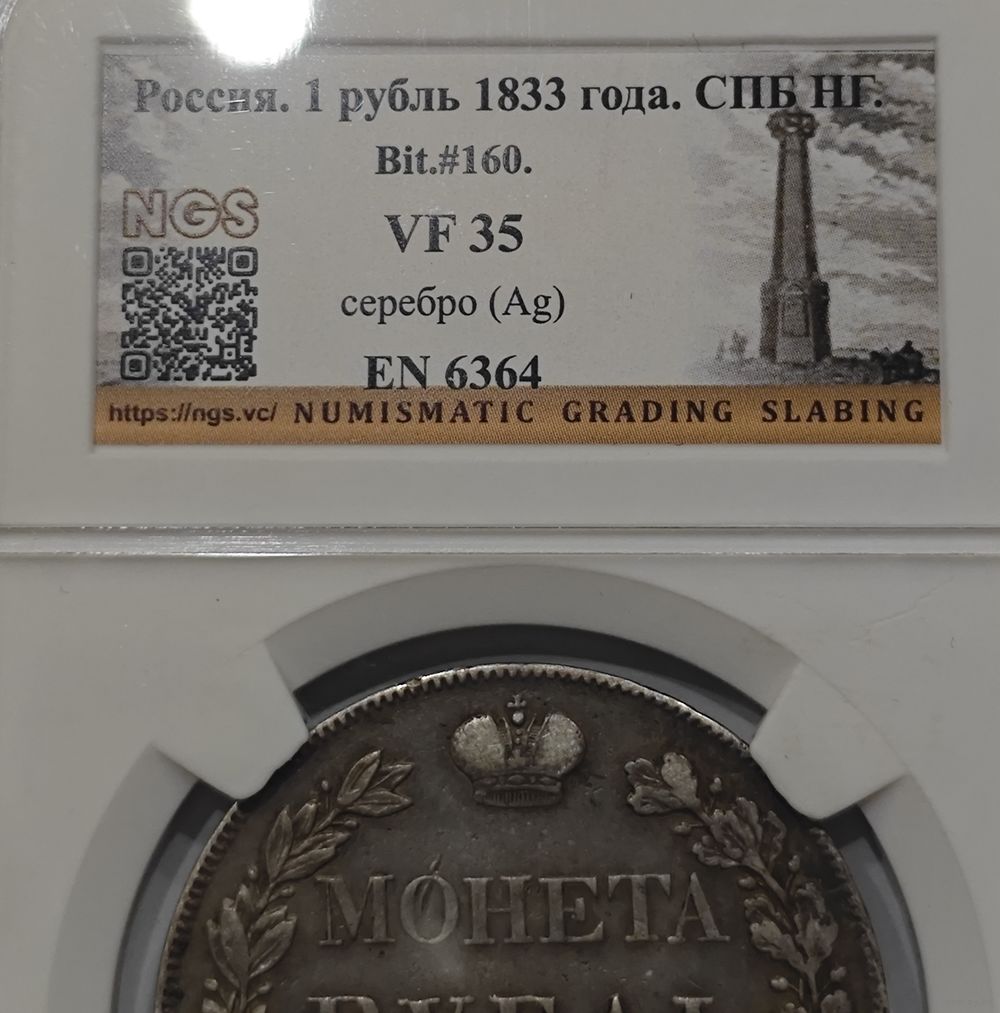 Россия. 1 рубль 1833 года. СПБ НГ.
Bit.#160.
NGS
VF 35
серебро (Ag)
EN 6364
https://ngs.vc/ NUMISMATIC GRADING SLABING
МОНЕТА
РУБЛЬ